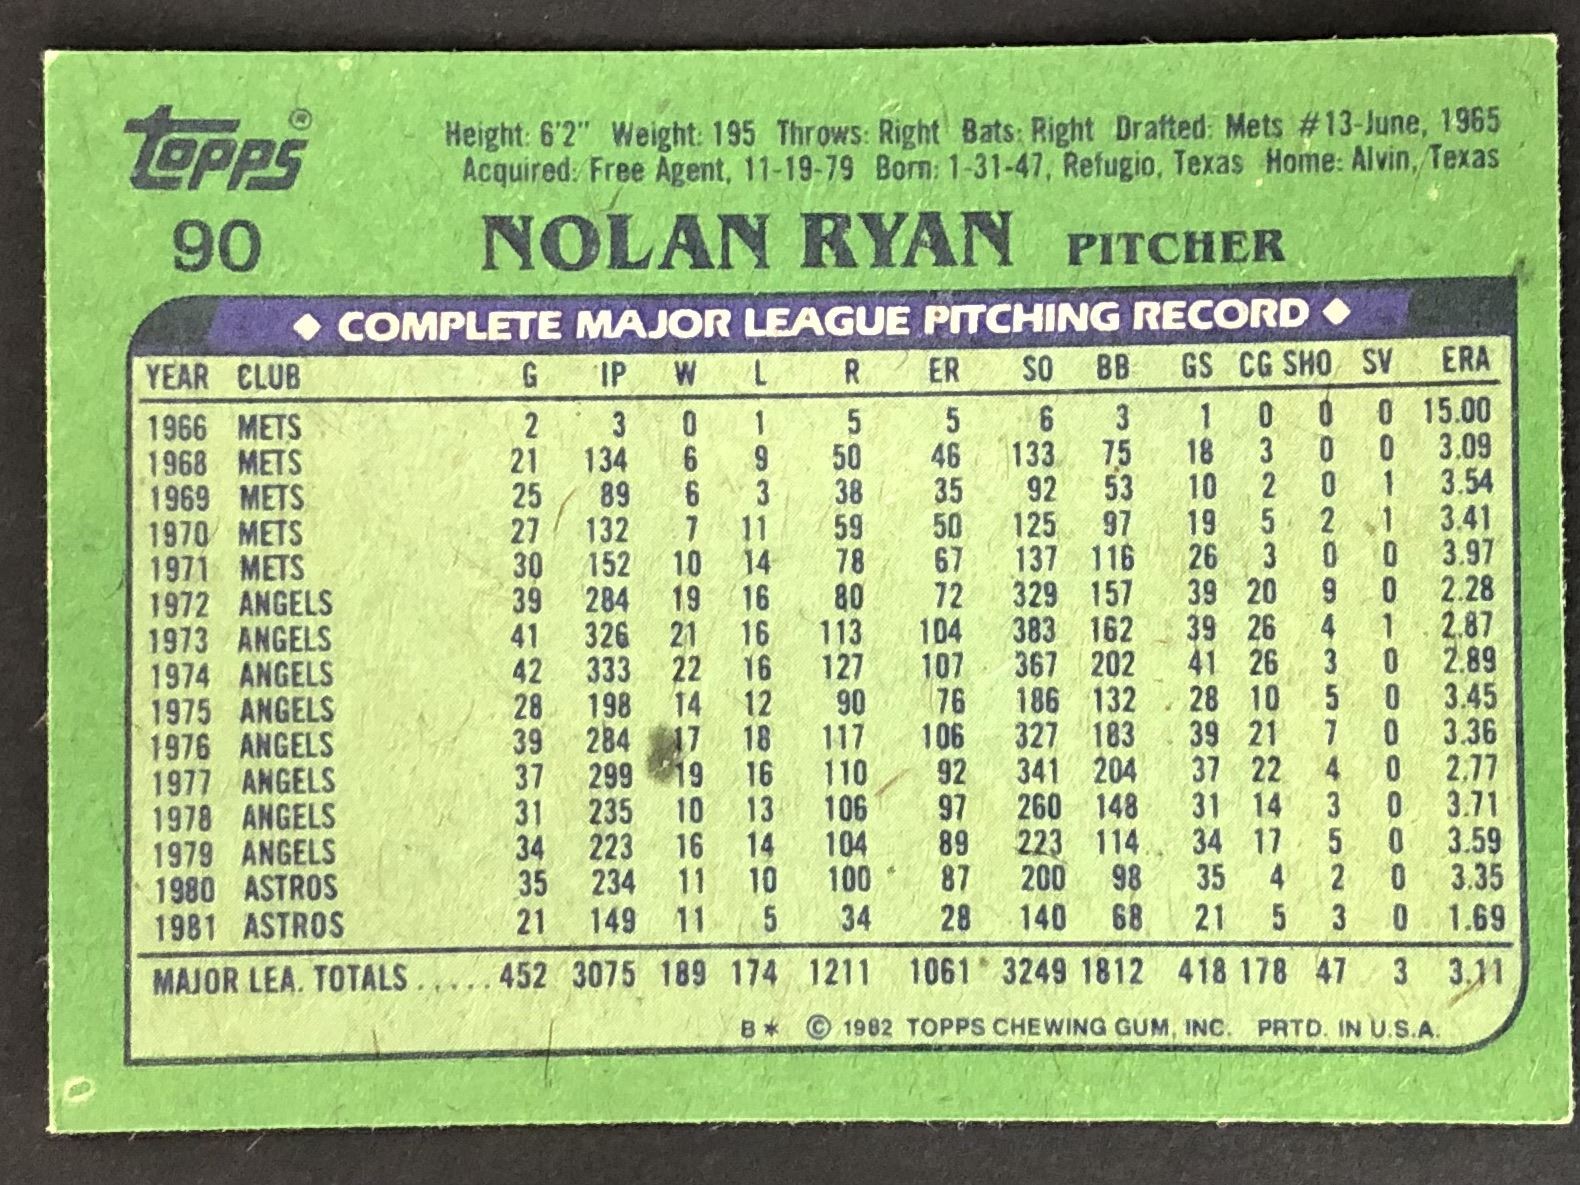 topps®
Height: 6'2" Weight: 195 Throws: Right Bats: Right Drafted: Mets #13-June, 1965
Acquired: Free Agent, 11-19-79 Born: 1-31-47, Refugio, Texas Home: Alvin, Texas
90 NOLAN RYAN PITCHER
◆ COMPLETE MAJOR LEAGUE PITCHING RECORD ◆
YEAR CLUB G IP W L R ER SO BB GS CG SHO SV ERA
1966 METS 2 3 0 1 5 5 6 3 1 0 0 0 15.00
1968 METS 21 134 6 9 50 46 133 75 18 3 0 0 3.09
1969 METS 25 89 6 3 38 35 92 53 10 2 0 1 3.54
1970 METS 27 132 7 11 59 50 125 97 19 5 2 1 3.41
1971 METS 30 152 10 14 78 67 137 116 26 3 0 0 3.97
1972 ANGELS 39 284 19 16 80 72 329 157 39 20 9 0 2.28
1973 ANGELS 41 326 21 16 113 104 383 162 39 26 4 1 2.87
1974 ANGELS 42 333 22 16 127 107 367 202 41 26 3 0 2.89
1975 ANGELS 28 198 14 12 90 76 186 132 28 10 5 0 3.45
1976 ANGELS 39 284 17 18 117 106 327 183 39 21 7 0 3.36
1977 ANGELS 37 299 19 16 110 92 341 204 37 22 4 0 2.77
1978 ANGELS 31 235 10 13 106 97 260 148 31 14 3 0 3.71
1979 ANGELS 34 223 16 14 104 89 223 114 34 17 5 0 3.59
1980 ASTROS 35 234 11 10 100 87 200 98 35 4 2 0 3.35
1981 ASTROS 21 149 11 5 34 28 140 68 21 5 3 0 1.69
MAJOR LEA. TOTALS ..... 452 3075 189 174 1211 1061 3249 1812 418 178 47 3 3.11
B* © 1982 TOPPS CHEWING GUM, INC. PRTD. IN U.S.A.